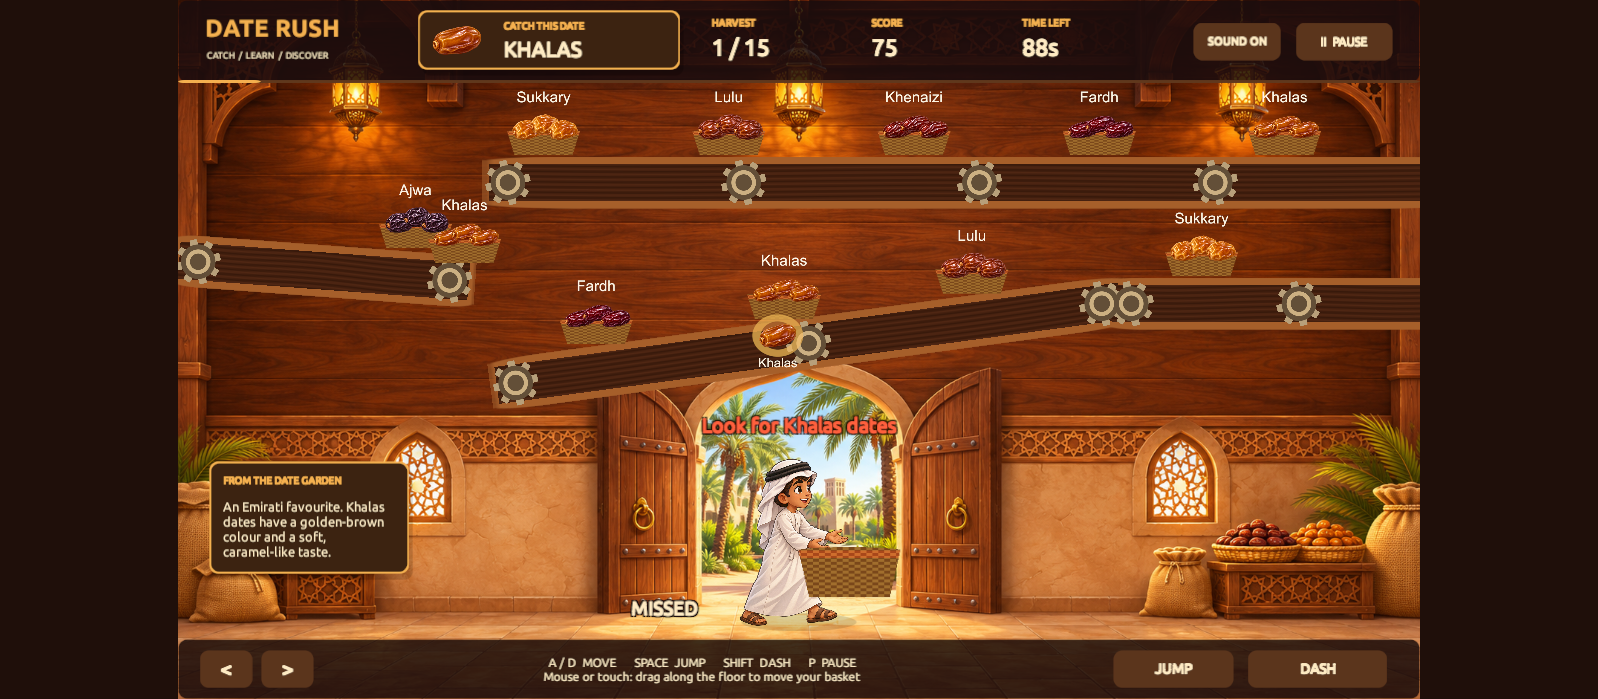 DATE RUSH
CATCH / LEARN / DISCOVER
CATCH THIS DATE
KHALAS
HARVEST
1 / 15
SCORE
75
TIME LEFT
88s
SOUND ON
II PAUSE
Sukkary
Lulu
Khenaizi
Fardh
Khalas
Ajwa
Khalas
Sukkary
Lulu
Khalas
Fardh
Khalas
Look for Khalas dates
FROM THE DATE GARDEN
An Emirati favourite. Khalas
dates have a golden-brown
colour and a soft,
caramel-like taste.
MISSED
<
>
A / D MOVE SPACE JUMP SHIFT DASH P PAUSE
Mouse or touch: drag along the floor to move your basket
JUMP
DASH